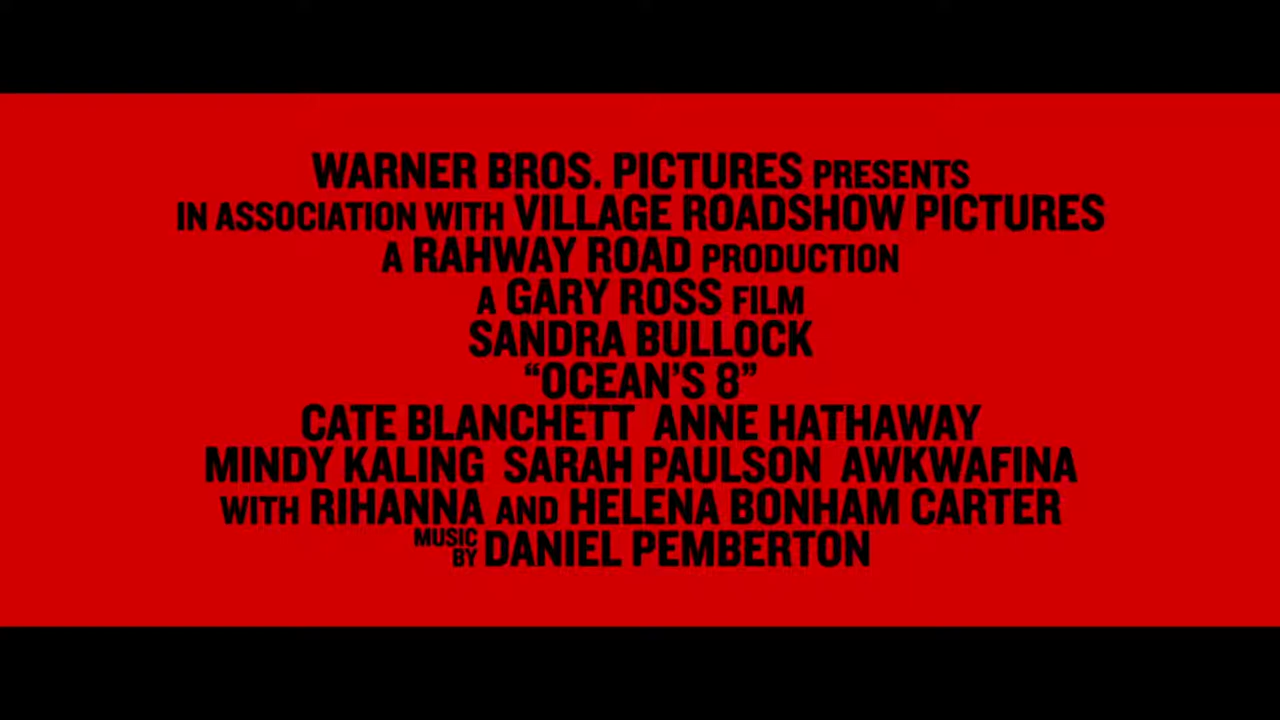 WARNER BROS. PICTURES PRESENTS
IN ASSOCIATION WITH VILLAGE ROADSHOW PICTURES
A RAHWAY ROAD PRODUCTION
A GARY ROSS FILM
SANDRA BULLOCK
“OCEAN’S 8”
CATE BLANCHETT ANNE HATHAWAY
MINDY KALING SARAH PAULSON AWKWAFINA
WITH RIHANNA AND HELENA BONHAM CARTER
MUSIC BY DANIEL PEMBERTON